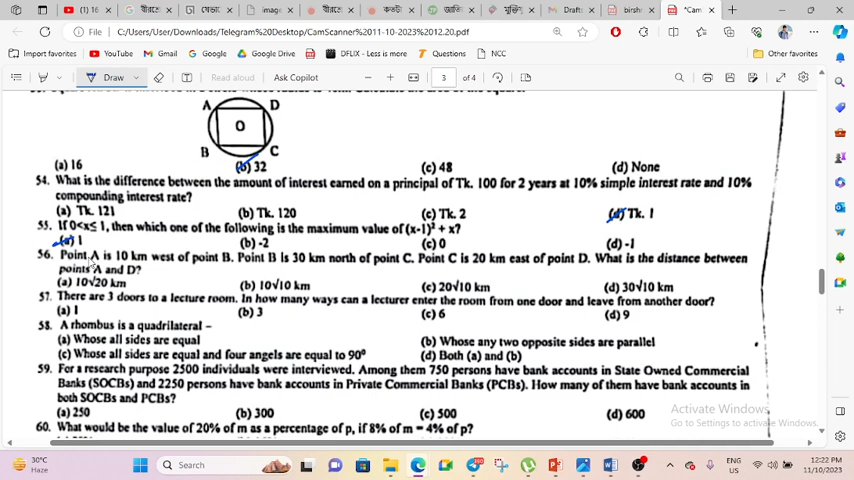 (1) 16
image
Drafts
birsho
*CamS
File C:/Users/user/Downloads/Telegram%20Desktop/CamScanner%2011-10-2023%2012.20.pdf
Import favorites YouTube Gmail Google Google Drive DFLIX - Less is more Questions NCC Other favorites
Draw Read aloud Ask Copilot 3 of 4
A D
O
B C
(a) 16 (b) 32 (c) 48 (d) None
54. What is the difference between the amount of interest earned on a principal of Tk. 100 for 2 years at 10% simple interest rate and 10%
compounding interest rate?
(a) Tk. 121 (b) Tk. 120 (c) Tk. 2 (d) Tk. 1
55. If 0<x≤ 1, then which one of the following is the maximum value of (x-1)² + x?
(a) 1 (b) -2 (c) 0 (d) -1
56. Point A is 10 km west of point B. Point B is 30 km north of point C. Point C is 20 km east of point D. What is the distance between
points A and D?
(a) 10√20 km (b) 10√10 km (c) 20√10 km (d) 30√10 km
57. There are 3 doors to a lecture room. In how many ways can a lecturer enter the room from one door and leave from another door?
(a) 1 (b) 3 (c) 6 (d) 9
58. A rhombus is a quadrilateral –
(a) Whose all sides are equal (b) Whose any two opposite sides are parallel
(c) Whose all sides are equal and four angles are equal to 90⁰ (d) Both (a) and (b)
59. For a research purpose 2500 individuals were interviewed. Among them 750 persons have bank accounts in State Owned Commercial
Banks (SOCBs) and 2250 persons have bank accounts in Private Commercial Banks (PCBs). How many of them have bank accounts in
both SOCBs and PCBs?
(a) 250 (b) 300 (c) 500 (d) 600
60. What would be the value of 20% of m as a percentage of p, if 8% of m = 4% of p?
Activate Windows
Go to Settings to activate Windows.
30°C
Haze
Search
ENG
US
12:22 PM
11/10/2023